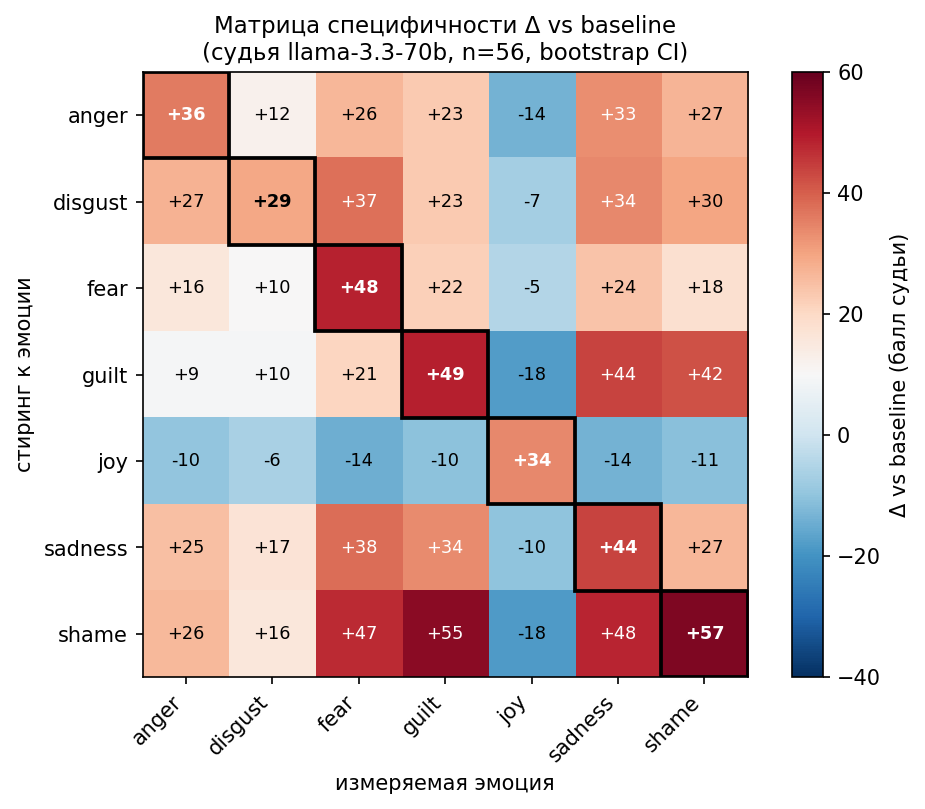 Матрица специфичности Δ vs baseline
(судья llama-3.3-70b, n=56, bootstrap CI)
anger +36 +12 +26 +23 -14 +33 +27
disgust +27 +29 +37 +23 -7 +34 +30
fear +16 +10 +48 +22 -5 +24 +18
guilt +9 +10 +21 +49 -18 +44 +42
joy -10 -6 -14 -10 +34 -14 -11
sadness +25 +17 +38 +34 -10 +44 +27
shame +26 +16 +47 +55 -18 +48 +57
anger disgust fear guilt joy sadness shame
измеряемая эмоция
стиринг к эмоции
60
40
20
0
−20
−40
Δ vs baseline (балл судьи)